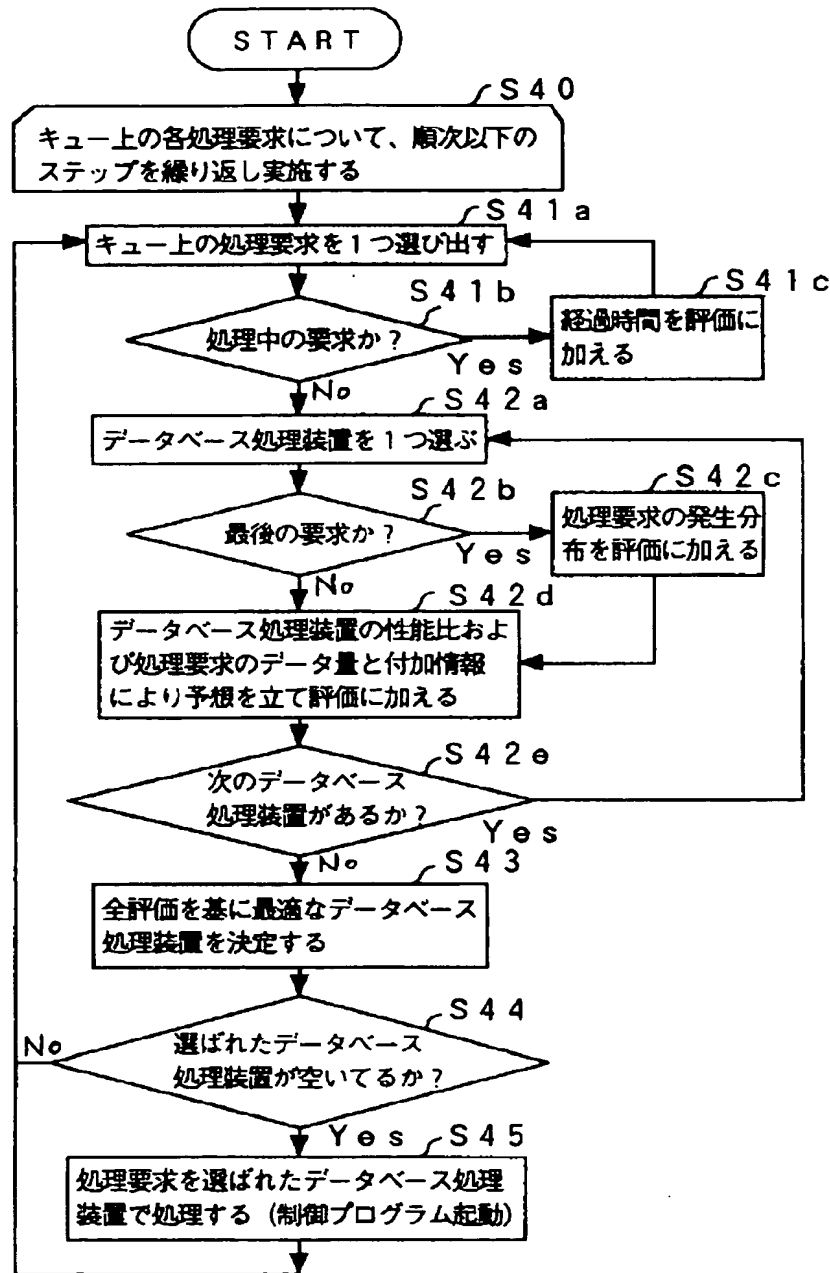 START
S40
キュー上の各処理要求について、順次以下の
ステップを繰り返し実施する
S41a
キュー上の処理要求を1つ選び出す
S41b
処理中の要求か?
Yes
No
S41c
経過時間を評価に
加える
S42a
データベース処理装置を1つ選ぶ
S42b
最後の要求か?
Yes
No
S42c
処理要求の発生分
布を評価に加える
S42d
データベース処理装置の性能比およ
び処理要求のデータ量と付加情報
により予想を立て評価に加える
S42e
次のデータベース
処理装置があるか?
Yes
No
S43
全評価を基に最適なデータベース
処理装置を決定する
S44
選ばれたデータベース
処理装置が空いてるか?
No
Yes
S45
処理要求を選ばれたデータベース処理
装置で処理する(制御プログラム起動)